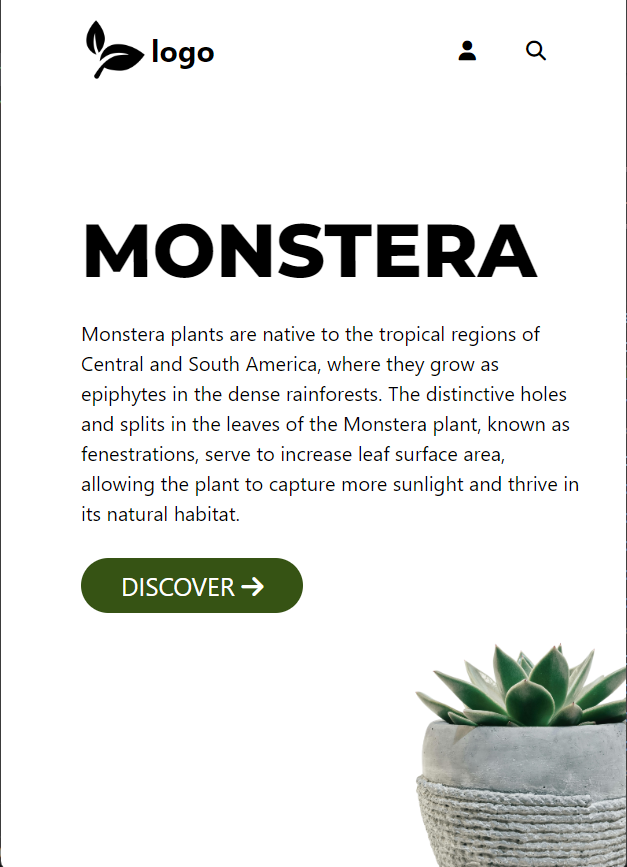 logo
MONSTERA
Monstera plants are native to the tropical regions of
Central and South America, where they grow as
epiphytes in the dense rainforests. The distinctive holes
and splits in the leaves of the Monstera plant, known as
fenestrations, serve to increase leaf surface area,
allowing the plant to capture more sunlight and thrive in
its natural habitat.
DISCOVER →